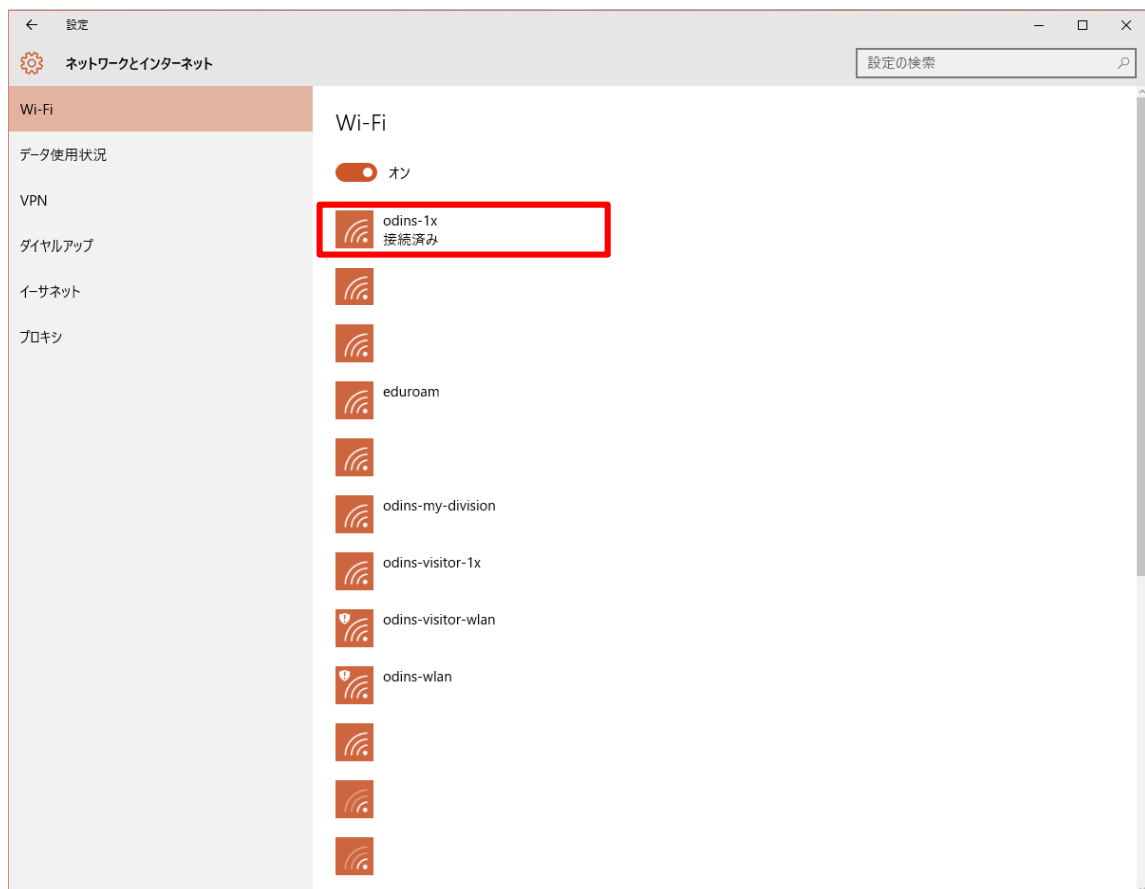 設定
ネットワークとインターネット
設定の検索
Wi-Fi
データ使用状況
VPN
ダイヤルアップ
イーサネット
プロキシ
Wi-Fi
オン
odins-1x
接続済み
eduroam
odins-my-division
odins-visitor-1x
odins-visitor-wlan
odins-wlan